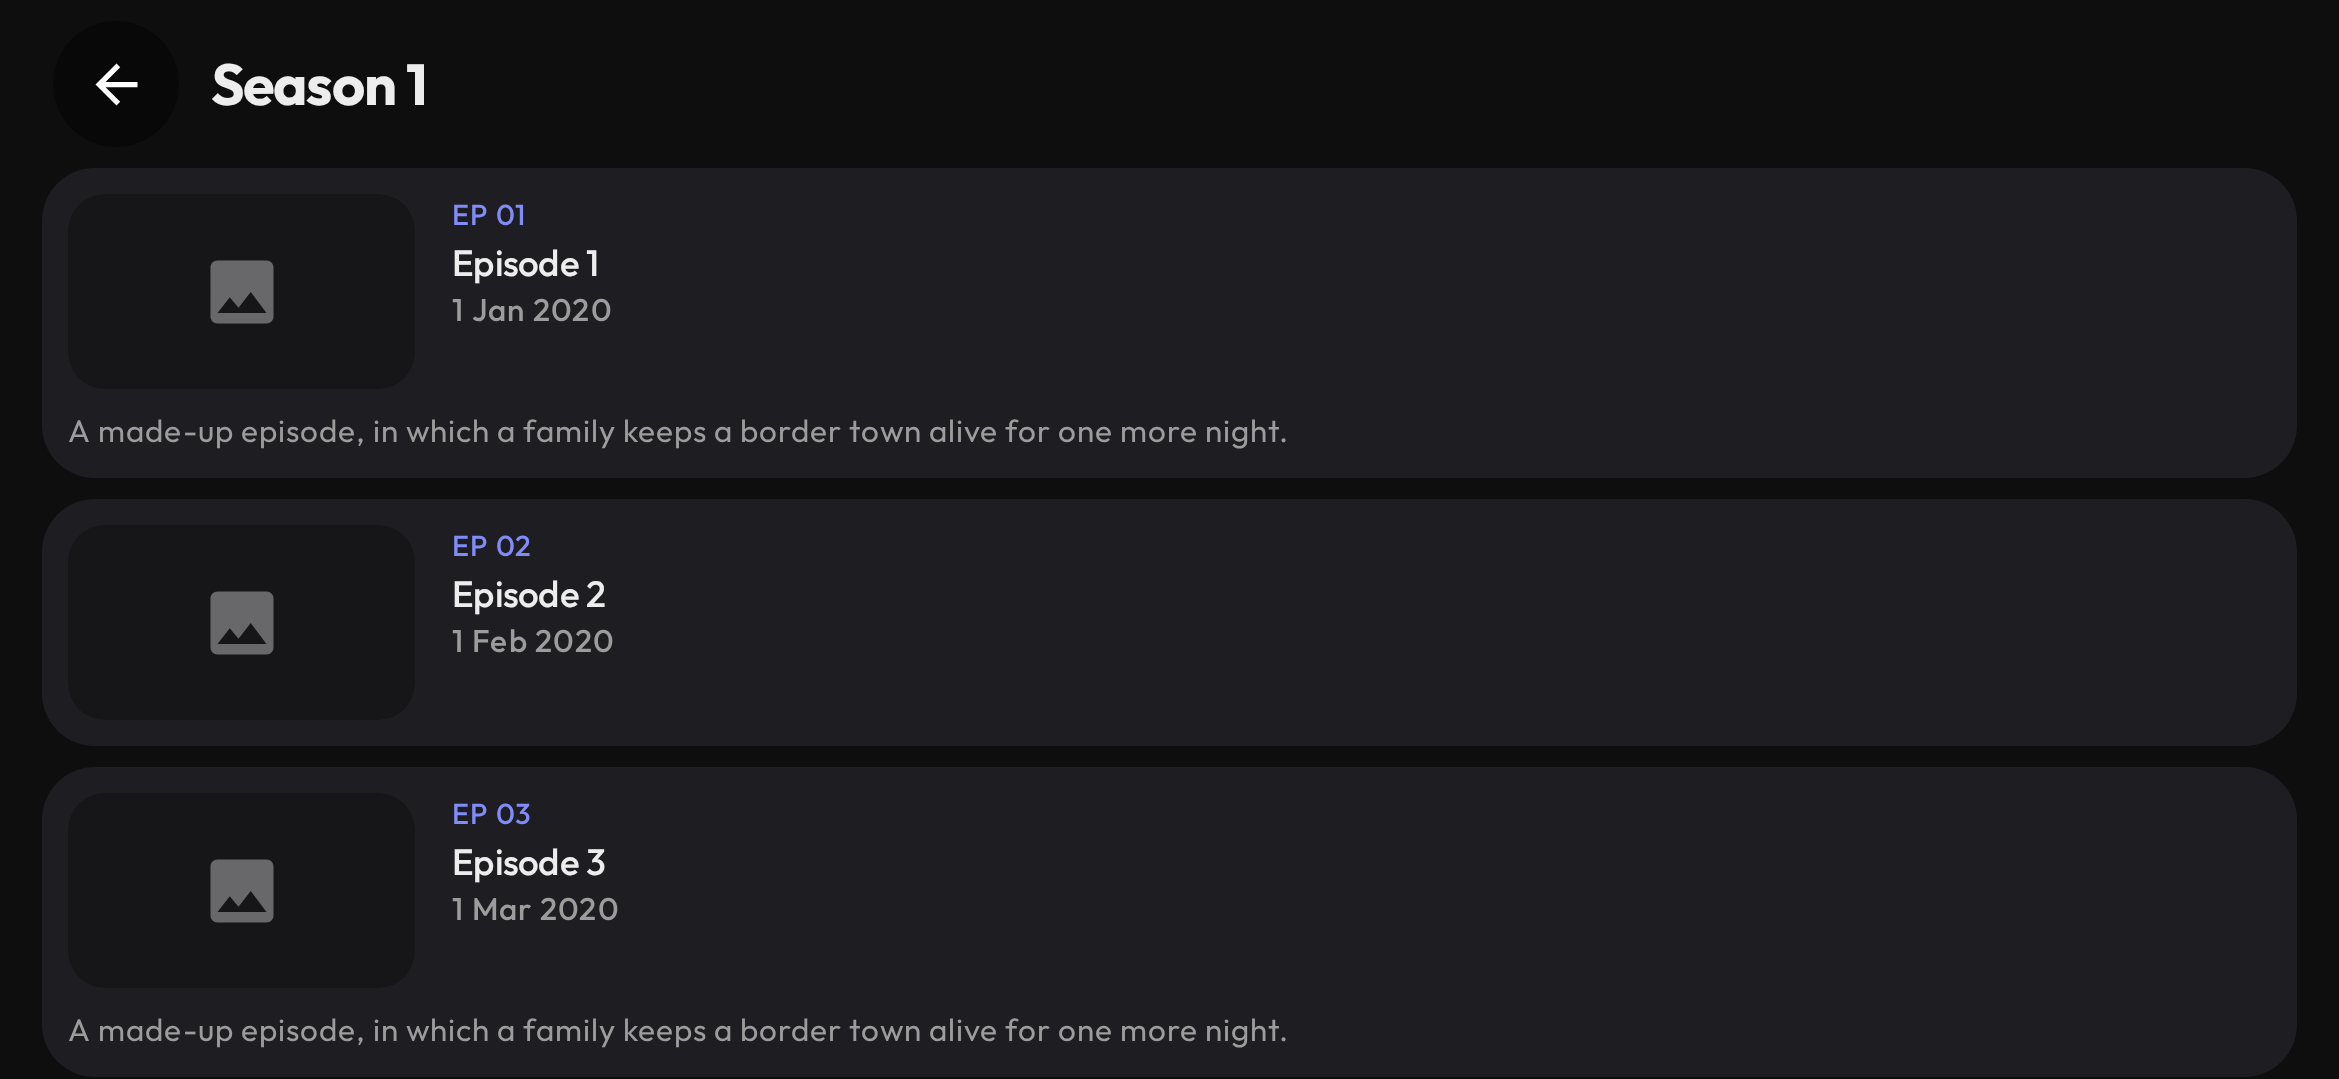 Season 1
EP 01
Episode 1
1 Jan 2020
A made-up episode, in which a family keeps a border town alive for one more night.
EP 02
Episode 2
1 Feb 2020
EP 03
Episode 3
1 Mar 2020
A made-up episode, in which a family keeps a border town alive for one more night.